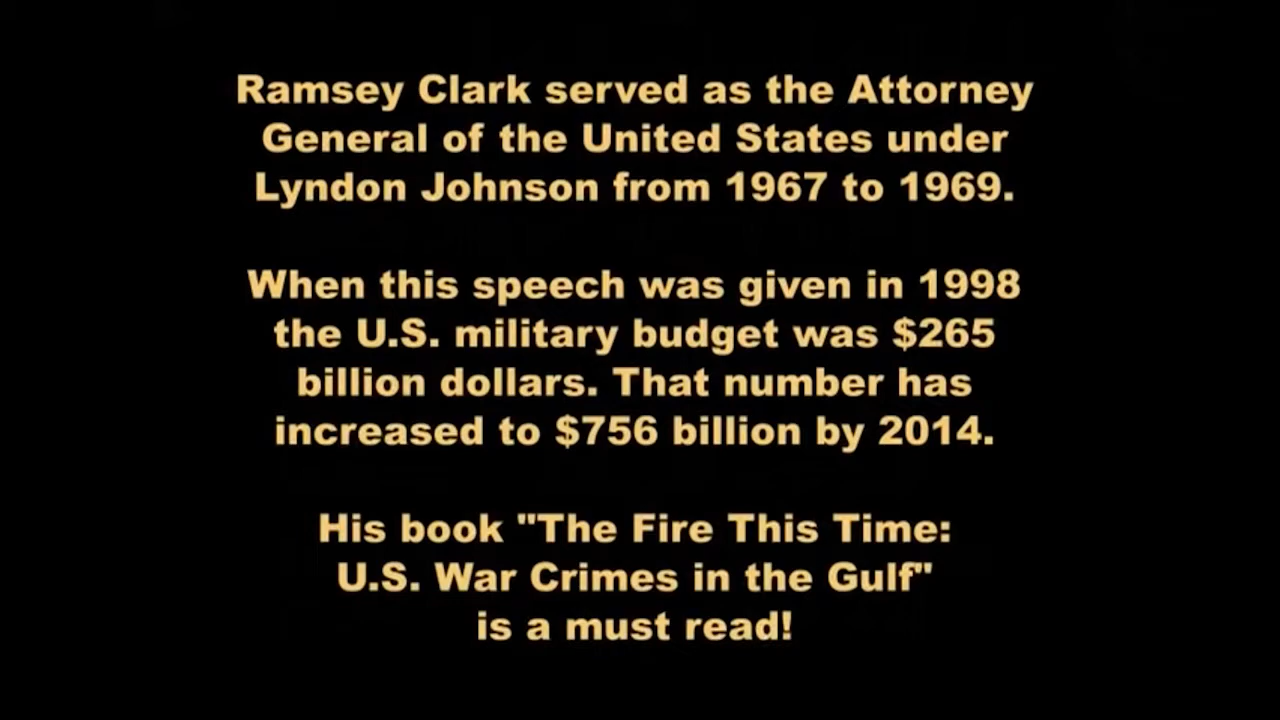 Ramsey Clark served as the Attorney
General of the United States under
Lyndon Johnson from 1967 to 1969.
When this speech was given in 1998
the U.S. military budget was $265
billion dollars. That number has
increased to $756 billion by 2014.
His book "The Fire This Time:
U.S. War Crimes in the Gulf"
is a must read!